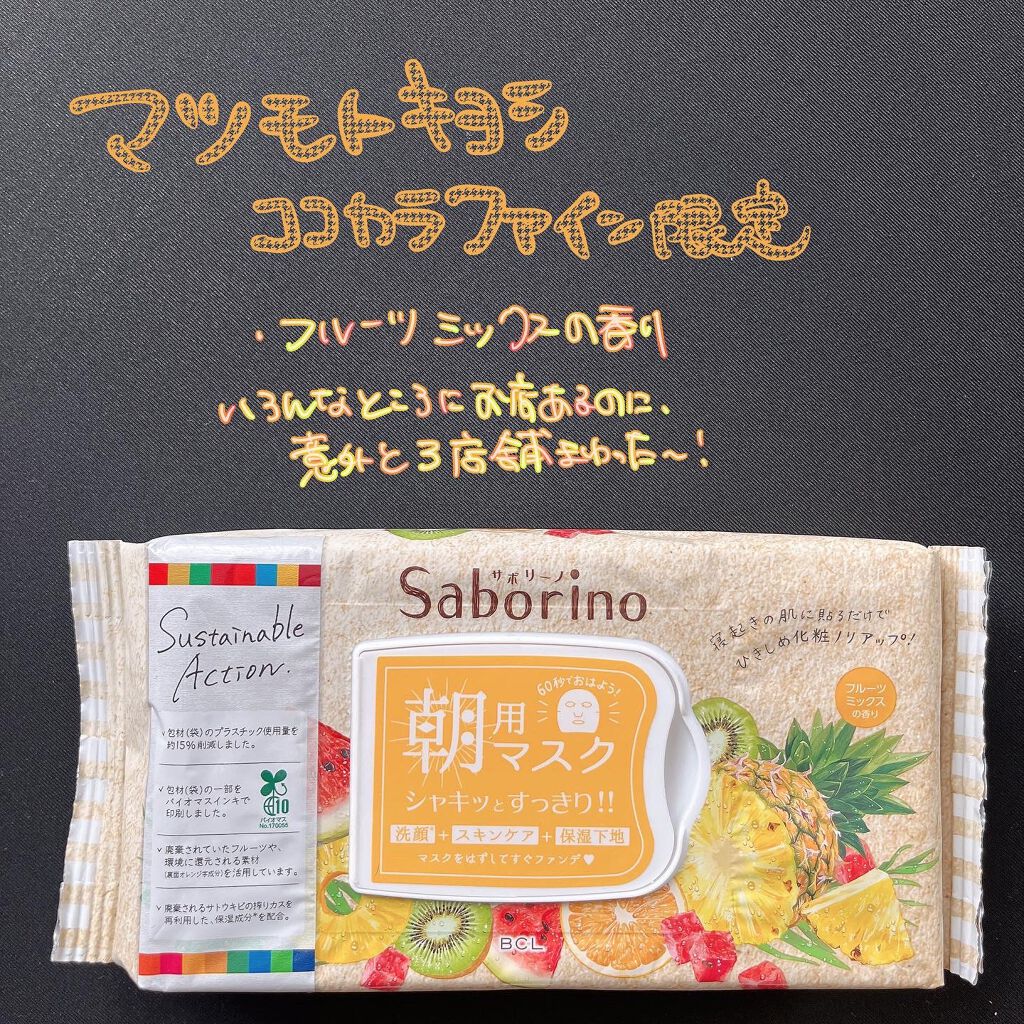 マツモトキヨシ
ココカラファイン限定
・フルーツミックスの香り
いろんなところにお店あるのに、
意外と3店舗まわった〜!
サボリーノ
Saborino
寝起きの肌に貼るだけで
ひきしめ化粧ノリアップ!
フルーツ
ミックス
の香り
60秒でおはよう!
朝用
マスク
シャキッとすっきり!!
洗顔*+スキンケア+保湿下地
マスクをはずしてすぐファンデ♥
BCL
Sustainable
Action.
✓包材(袋)のプラスチック使用量を
約15%削減しました。
✓包材(袋)の一部を
バイオマスインキで
印刷しました。
10
バイオマス
No.170055
✓廃棄されていたフルーツや、
環境に還元される素材
(裏面オレンジ字成分)を活用しています。
✓廃棄されるサトウキビの搾りカスを
再利用した、保湿成分*を配合。